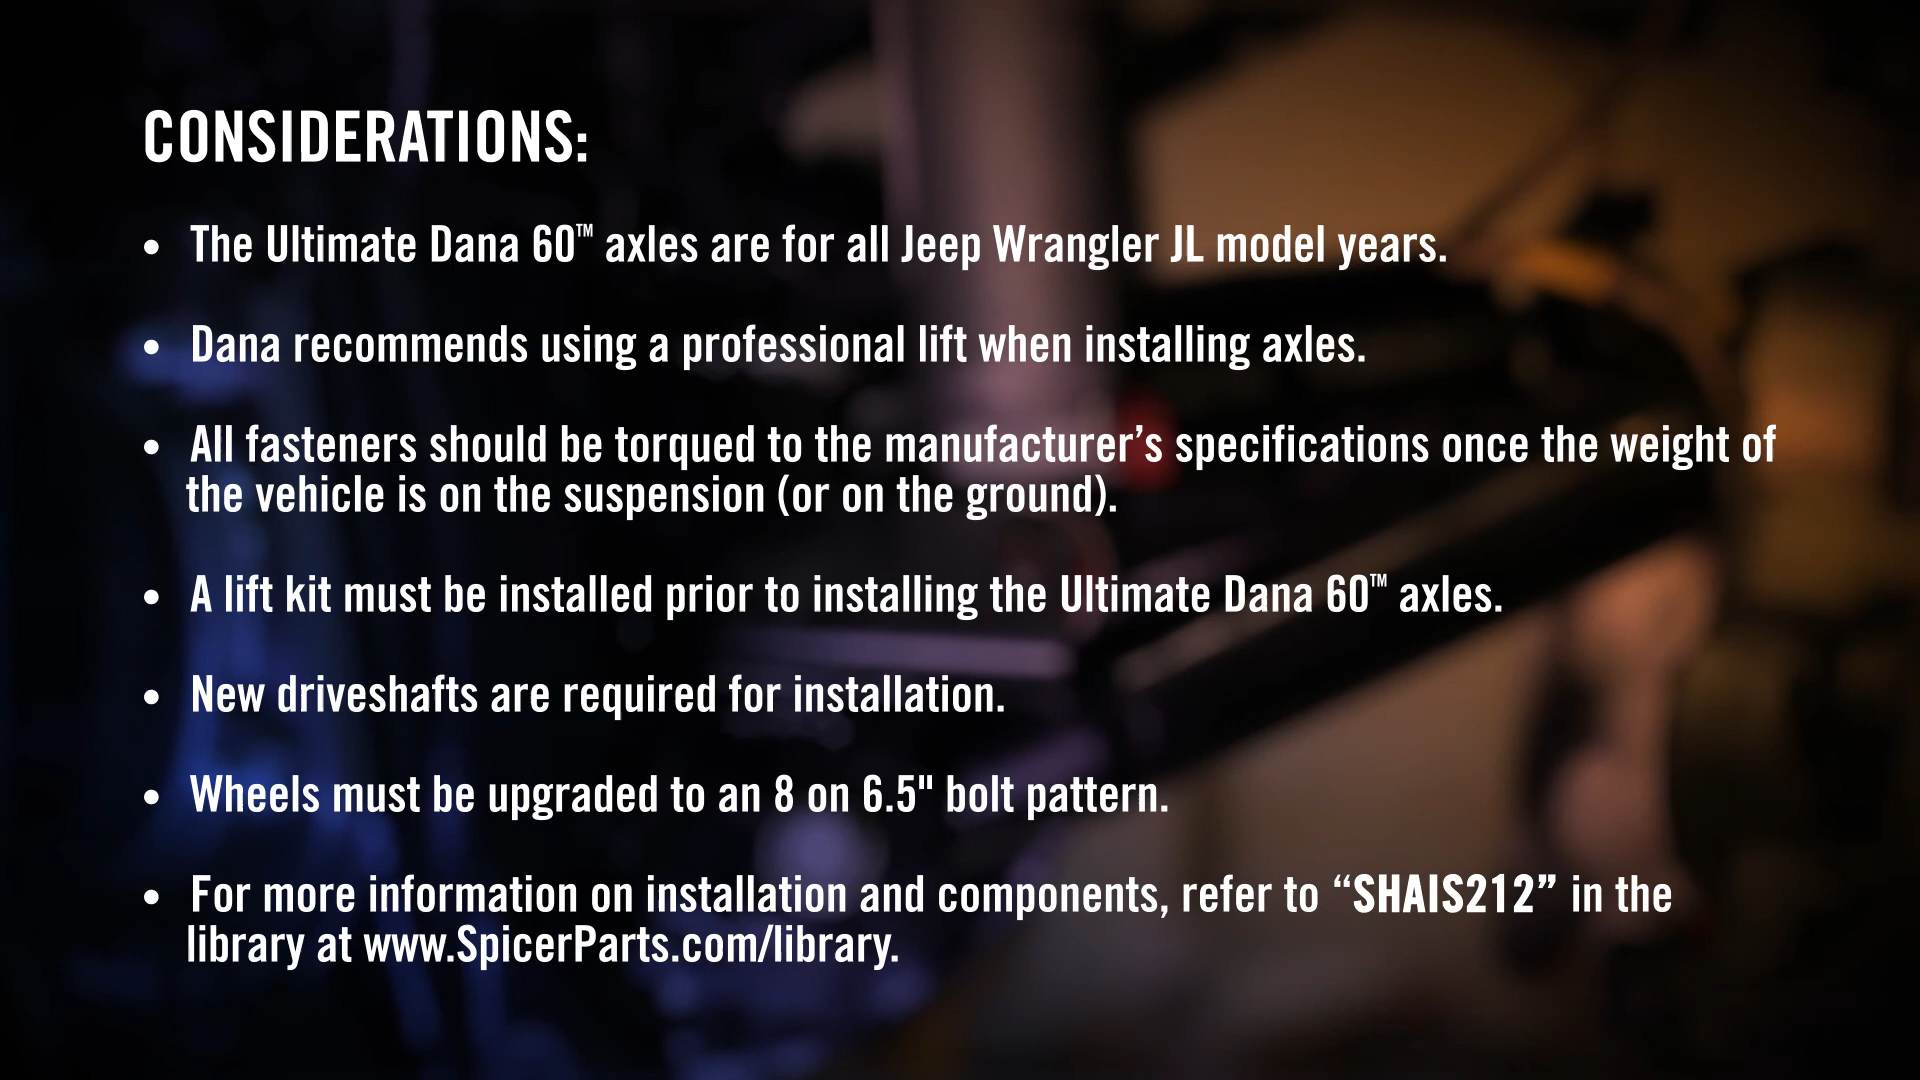 CONSIDERATIONS:
• The Ultimate Dana 60™ axles are for all Jeep Wrangler JL model years.
• Dana recommends using a professional lift when installing axles.
• All fasteners should be torqued to the manufacturer’s specifications once the weight of
the vehicle is on the suspension (or on the ground).
• A lift kit must be installed prior to installing the Ultimate Dana 60™ axles.
• New driveshafts are required for installation.
• Wheels must be upgraded to an 8 on 6.5" bolt pattern.
• For more information on installation and components, refer to “SHAIS212” in the
library at www.SpicerParts.com/library.